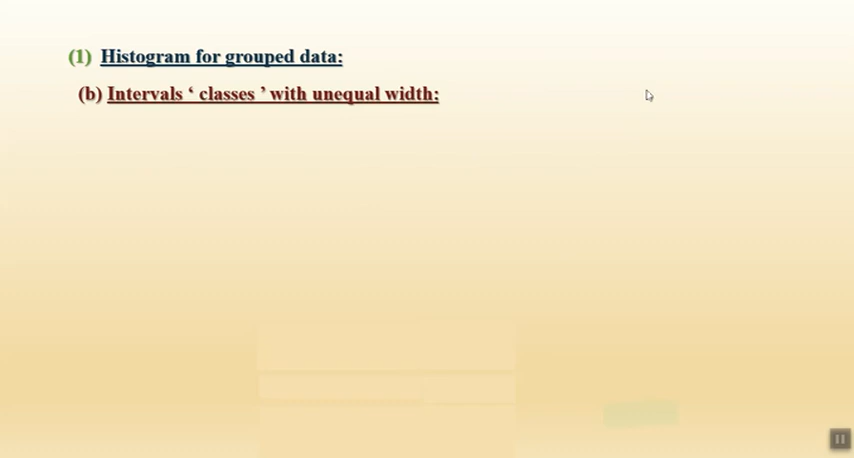 (1) Histogram for grouped data:
(b) Intervals ‘ classes ’ with unequal width: